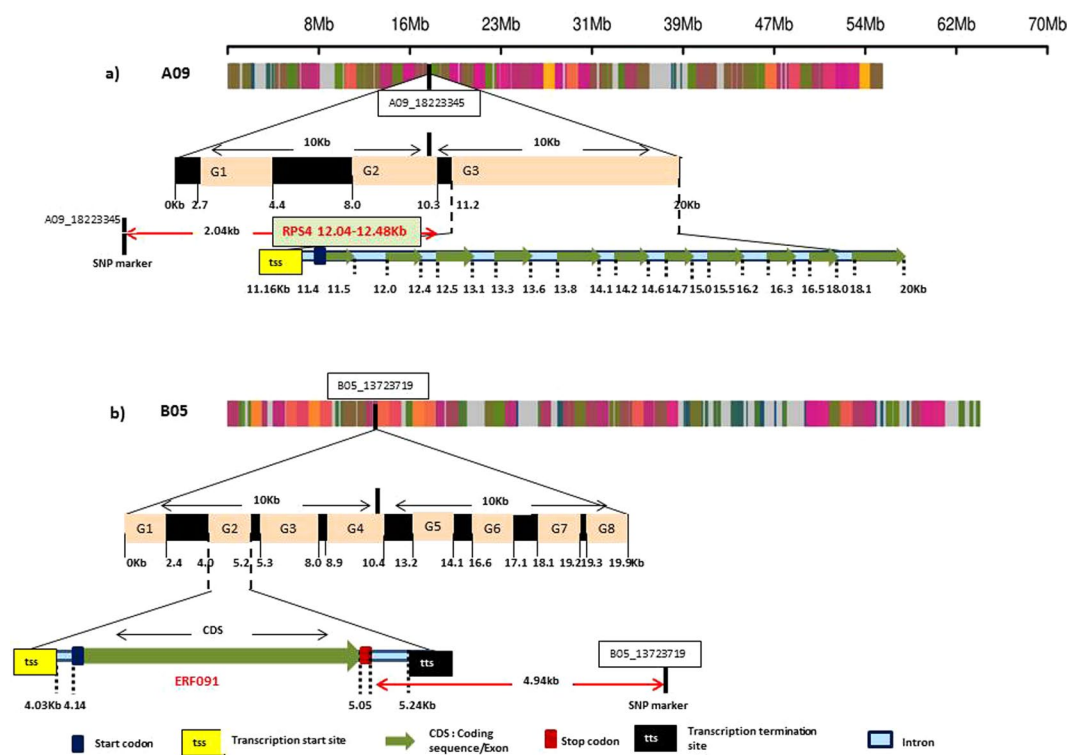 8Mb 16Mb 23Mb 31Mb 39Mb 47Mb 54Mb 62Mb 70Mb
a) A09
A09_18223345
10Kb 10Kb
G1 G2 G3
0Kb 2.7 4.4 8.0 10.3 11.2 20Kb
A09_18223345
2.04kb RPS4 12.04-12.48Kb
SNP marker
tss
11.16Kb 11.4 11.5 12.0 12.4 12.5 13.1 13.3 13.6 13.8 14.1 14.2 14.6 14.7 15.0 15.5 16.2 16.3 16.5 18.0 18.1 20Kb
B05_13723719
b) B05
10Kb 10Kb
G1 G2 G3 G4 G5 G6 G7 G8
0Kb 2.4 4.0 5.2 5.3 8.0 8.9 10.4 13.2 14.1 16.6 17.1 18.1 19.2 19.3 19.9K
CDS
B05_13723719
tss tts
ERF091
4.94kb
4.03Kb 4.14 5.05 5.24Kb
SNP marker
Start codon
tss Transcription start site
CDS : Coding sequence/Exon
Stop codon
tts Transcription termination site
Intron